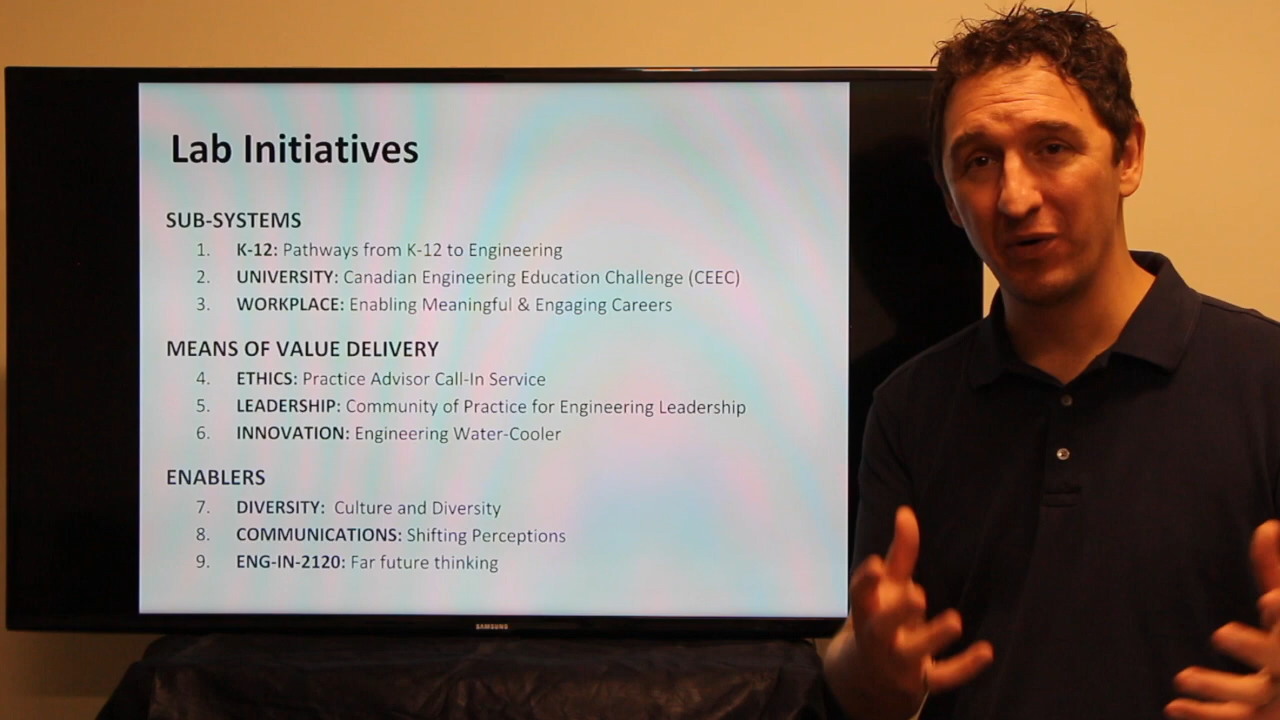 Lab Initiatives
SUB-SYSTEMS
1. K-12: Pathways from K-12 to Engineering
2. UNIVERSITY: Canadian Engineering Education Challenge (CEEC)
3. WORKPLACE: Enabling Meaningful & Engaging Careers
MEANS OF VALUE DELIVERY
4. ETHICS: Practice Advisor Call-In Service
5. LEADERSHIP: Community of Practice for Engineering Leadership
6. INNOVATION: Engineering Water-Cooler
ENABLERS
7. DIVERSITY: Culture and Diversity
8. COMMUNICATIONS: Shifting Perceptions
9. ENG-IN-2120: Far future thinking
SAMSUNG